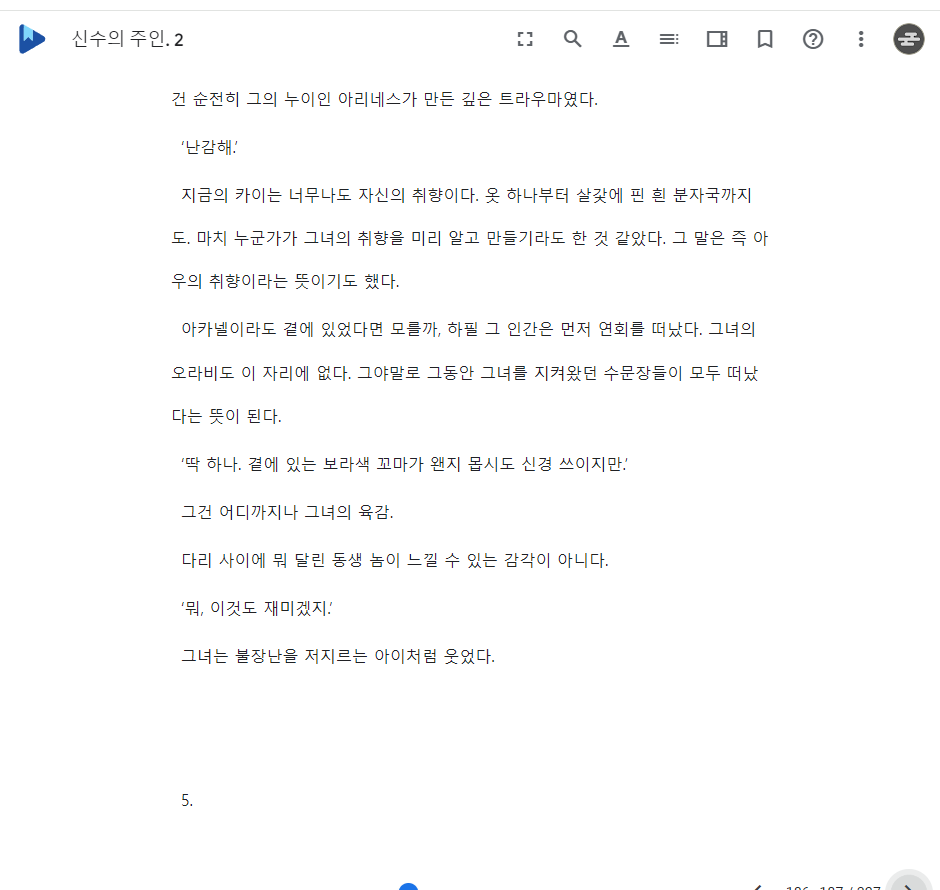 신수의 주인. 2
건 순전히 그의 누이인 아리네스가 만든 깊은 트라우마였다.
‘난감해.’
지금의 카이는 너무나도 자신의 취향이다. 옷 하나부터 살갗에 핀 흰 분자국까지
도. 마치 누군가가 그녀의 취향을 미리 알고 만들기라도 한 것 같았다. 그 말은 즉 아
우의 취향이라는 뜻이기도 했다.
아카넬이라도 곁에 있었다면 모를까, 하필 그 인간은 먼저 연회를 떠났다. 그녀의
오라비도 이 자리에 없다. 그야말로 그동안 그녀를 지켜왔던 수문장들이 모두 떠났
다는 뜻이 된다.
‘딱 하나. 곁에 있는 보라색 꼬마가 왠지 몹시도 신경 쓰이지만.’
그건 어디까지나 그녀의 육감.
다리 사이에 뭐 달린 동생 놈이 느낄 수 있는 감각이 아니다.
‘뭐, 이것도 재미겠지.’
그녀는 불장난을 저지르는 아이처럼 웃었다.
5.